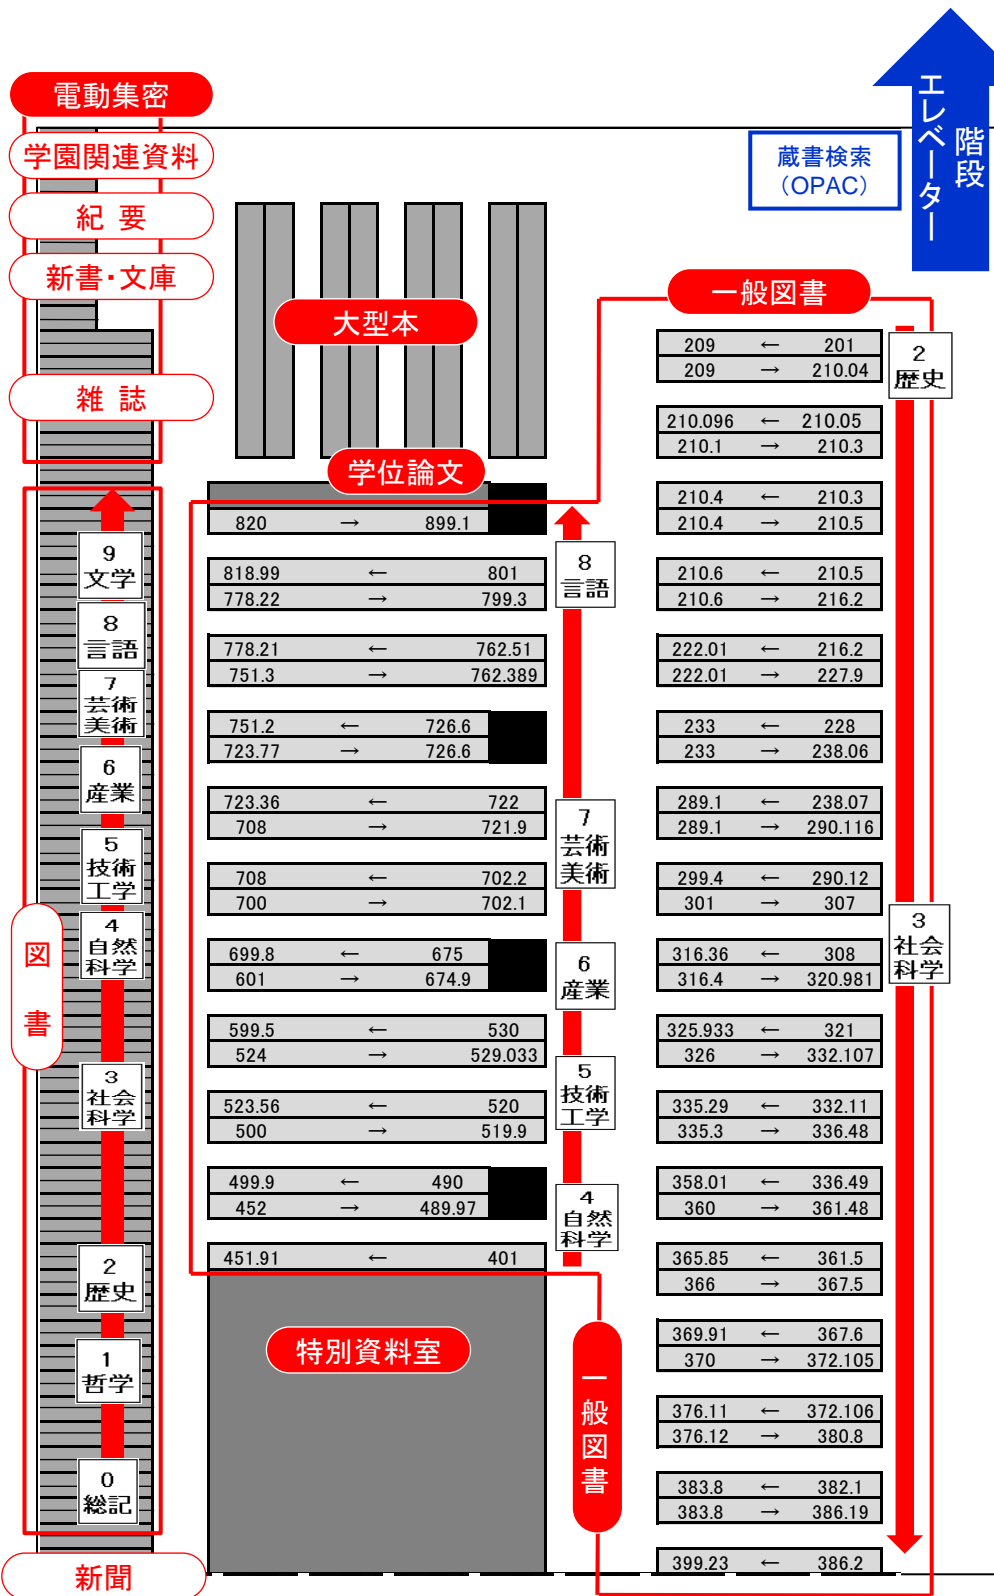 電動集密
学園関連資料
紀 要
新書・文庫
雑 誌
9
文学
8
言語
7
芸術
美術
6
産業
5
技術
工学
4
自然
科学
3
社会
科学
2
歴史
1
哲学
0
総記
図
書
新聞
大型本
学位論文
820 → 899.1
818.99 ← 801
778.22 → 799.3
778.21 ← 762.51
751.3 → 762.389
751.2 ← 726.6
723.77 → 726.6
723.36 ← 722
708 → 721.9
708 ← 702.2
700 → 702.1
699.8 ← 675
601 → 674.9
599.5 ← 530
524 → 529.033
523.56 ← 520
500 → 519.9
499.9 ← 490
452 → 489.97
451.91 ← 401
特別資料室
8
言語
7
芸術
美術
6
産業
5
技術
工学
4
自然
科学
一般図書
蔵書検索
（OPAC）
階段
エレベーター
一般図書
209 ← 201
209 → 210.04
210.096 ← 210.05
210.1 → 210.3
210.4 ← 210.3
210.4 → 210.5
210.6 ← 210.5
210.6 → 216.2
222.01 ← 216.2
222.01 → 227.9
233 ← 228
233 → 238.06
289.1 ← 238.07
289.1 → 290.116
299.4 ← 290.12
301 → 307
316.36 ← 308
316.4 → 320.981
325.933 ← 321
326 → 332.107
335.29 ← 332.11
335.3 → 336.48
358.01 ← 336.49
360 → 361.48
365.85 ← 361.5
366 → 367.5
369.91 ← 367.6
370 → 372.105
376.11 ← 372.106
376.12 → 380.8
383.8 ← 382.1
383.8 → 386.19
399.23 ← 386.2
2
歴史
3
社会
科学